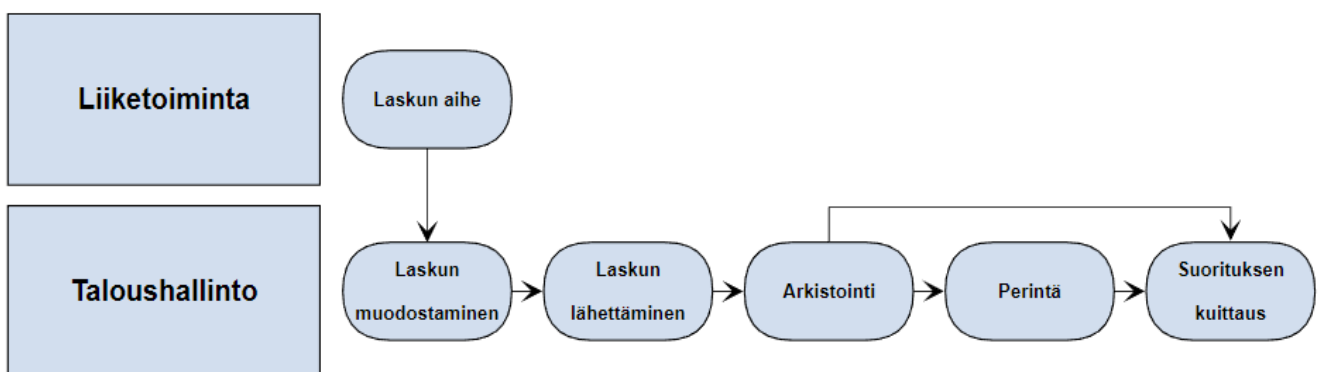 Liiketoiminta
Laskun aihe
Taloushallinto
Laskun
muodostaminen
Laskun
lähettäminen
Arkistointi
Perintä
Suorituksen
kuittaus